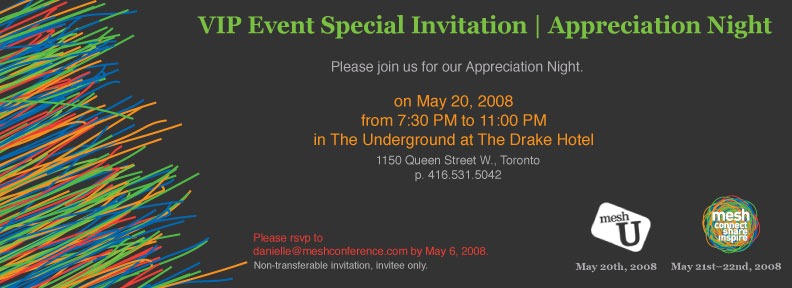 VIP Event Special Invitation | Appreciation Night
Please join us for our Appreciation Night.
on May 20, 2008
from 7:30 PM to 11:00 PM
in The Underground at The Drake Hotel
1150 Queen Street W., Toronto
p. 416.531.5042
Please rsvp to
danielle@meshconference.com by May 6, 2008.
Non-transferable invitation, invitee only.
mesh
U
May 20th, 2008
mesh
connect
share
inspire
May 21st–22nd, 2008